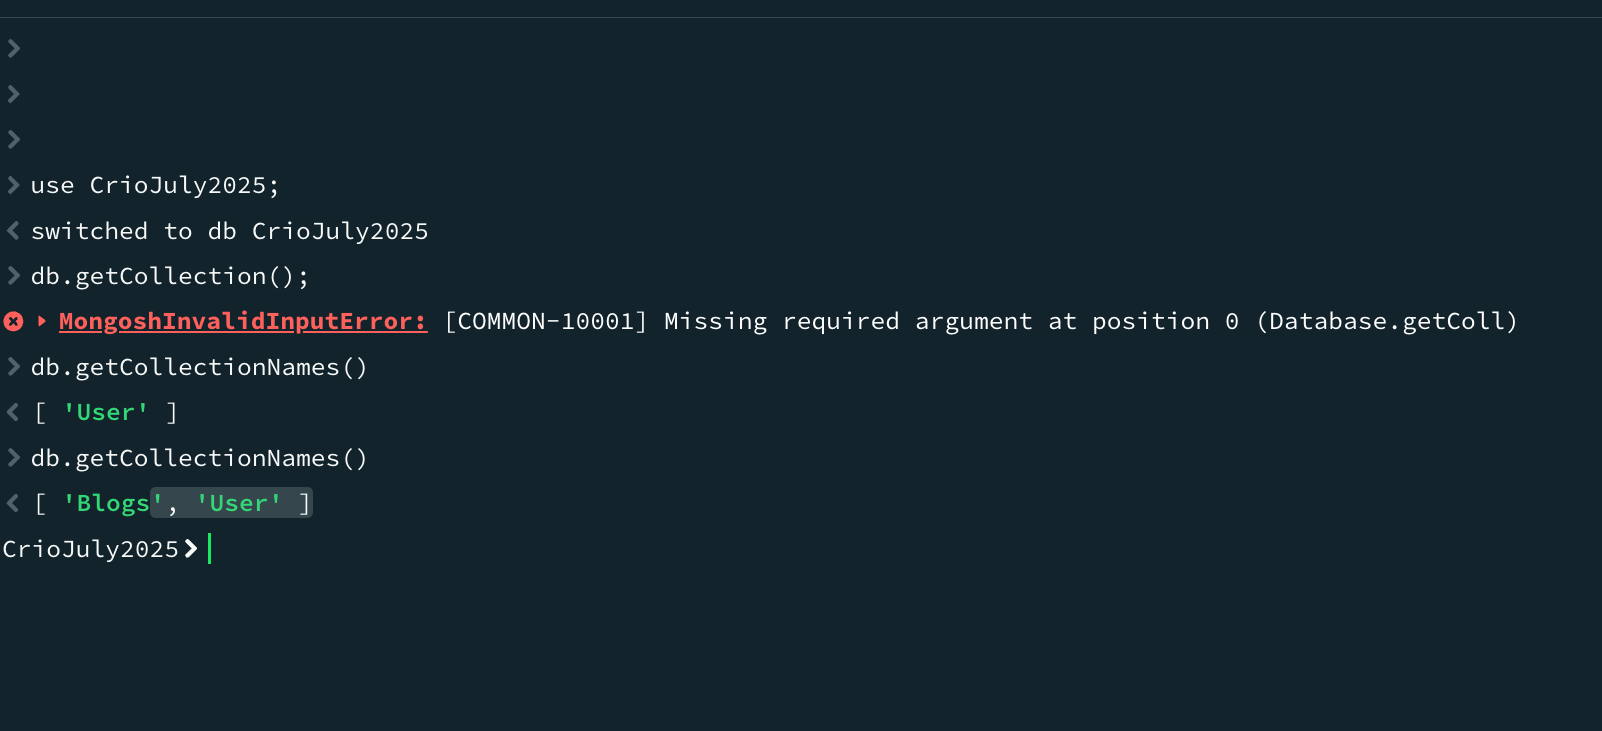 >
>
>
> use CrioJuly2025;
< switched to db CrioJuly2025
> db.getCollection();
MongoshInvalidInputError: [COMMON-10001] Missing required argument at position 0 (Database.getColl)
> db.getCollectionNames()
< [ 'User' ]
> db.getCollectionNames()
< [ 'Blogs', 'User' ]
CrioJuly2025>